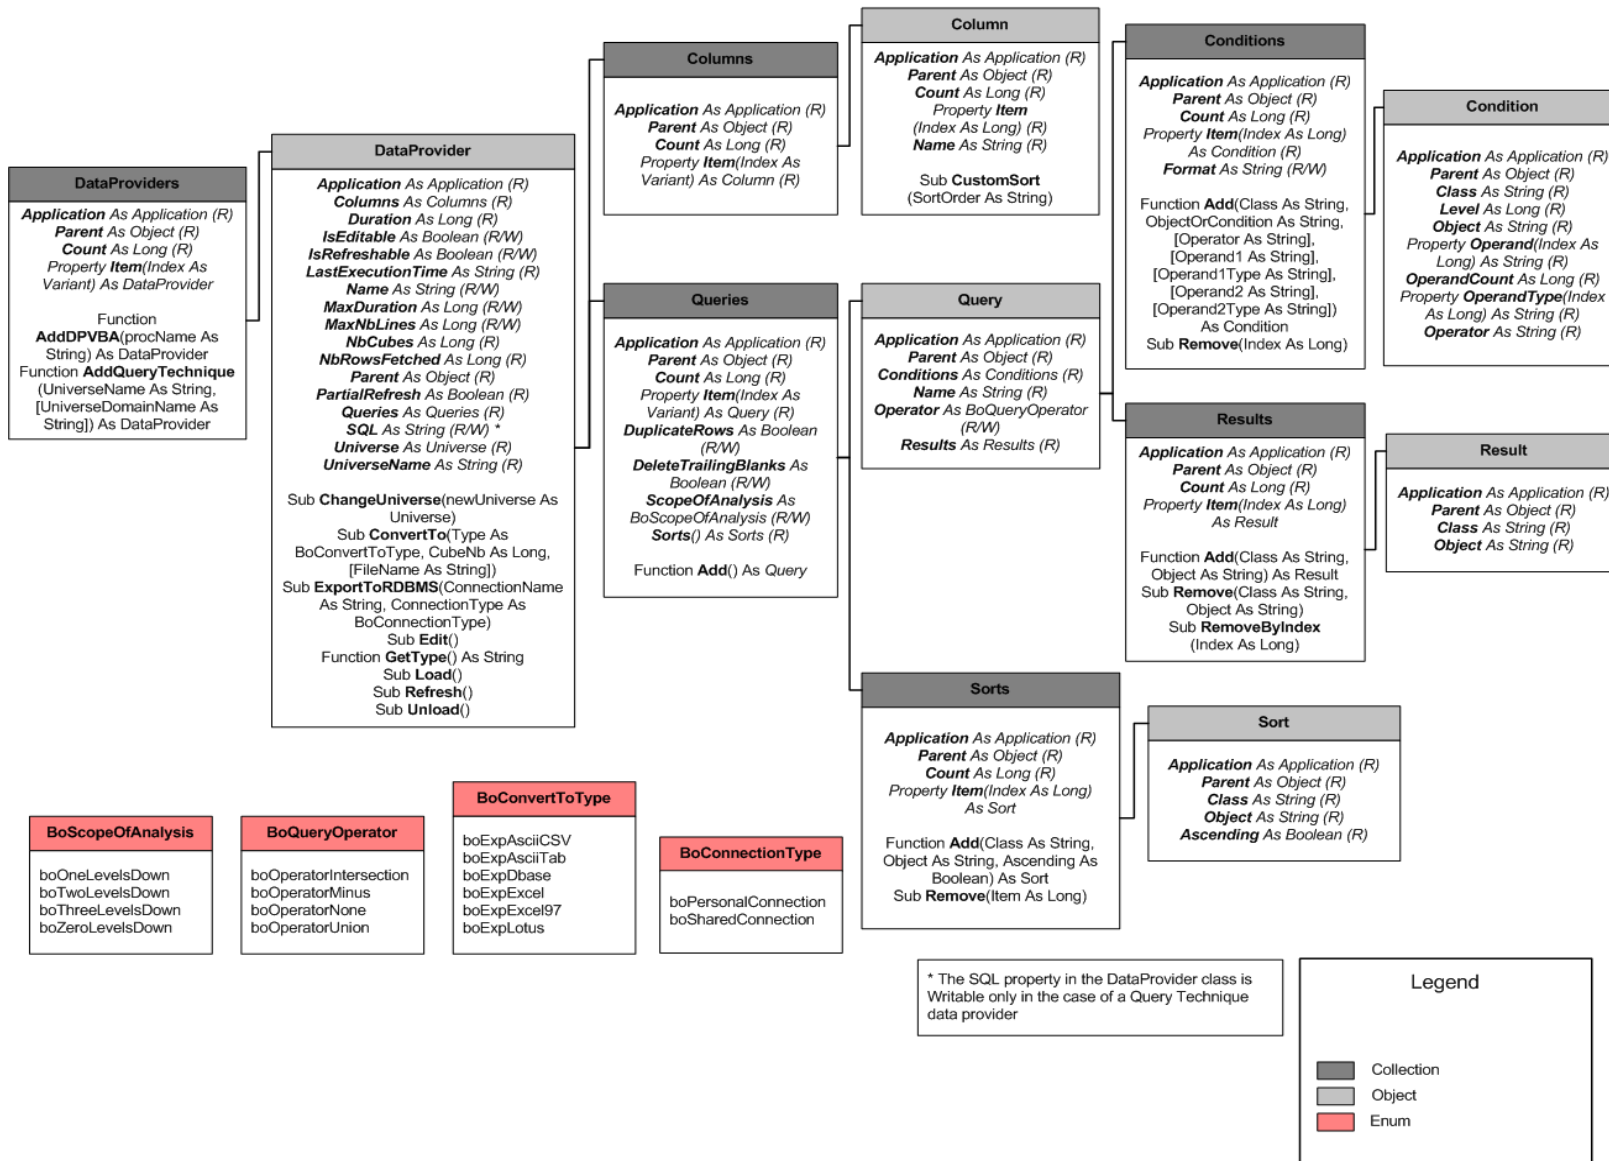 DataProviders
Application As Application (R)
Parent As Object (R)
Count As Long (R)
Property Item(Index As
Variant) As DataProvider
Function
AddDPVBA(procName As
String) As DataProvider
Function AddQueryTechnique
(UniverseName As String,
[UniverseDomainName As
String]) As DataProvider
DataProvider
Application As Application (R)
Columns As Columns (R)
Duration As Long (R)
IsEditable As Boolean (R/W)
IsRefreshable As Boolean (R/W)
LastExecutionTime As String (R)
Name As String (R/W)
MaxDuration As Long (R/W)
MaxNbLines As Long (R/W)
NbCubes As Long (R)
NbRowsFetched As Long (R)
Parent As Object (R)
PartialRefresh As Boolean (R)
Queries As Queries (R)
SQL As String (R/W) *
Universe As Universe (R)
UniverseName As String (R)
Sub ChangeUniverse(newUniverse As
Universe)
Sub ConvertTo(Type As
BoConvertToType, CubeNb As Long,
[FileName As String])
Sub ExportToRDBMS(ConnectionName
As String, ConnectionType As
BoConnectionType)
Sub Edit()
Function GetType() As String
Sub Load()
Sub Refresh()
Sub Unload()
Columns
Application As Application (R)
Parent As Object (R)
Count As Long (R)
Property Item(Index As
Variant) As Column (R)
Column
Application As Application (R)
Parent As Object (R)
Count As Long (R)
Property Item
(Index As Long) (R)
Name As String (R)
Sub CustomSort
(SortOrder As String)
Queries
Application As Application (R)
Parent As Object (R)
Count As Long (R)
Property Item(Index As
Variant) As Query (R)
DuplicateRows As Boolean
(R/W)
DeleteTrailingBlanks As
Boolean (R/W)
ScopeOfAnalysis As
BoScopeOfAnalysis (R/W)
Sorts() As Sorts (R)
Function Add() As Query
Query
Application As Application (R)
Parent As Object (R)
Conditions As Conditions (R)
Name As String (R)
Operator As BoQueryOperator
(R/W)
Results As Results (R)
Conditions
Application As Application (R)
Parent As Object (R)
Count As Long (R)
Property Item(Index As Long)
As Condition (R)
Format As String (R/W)
Function Add(Class As String,
ObjectOrCondition As String,
[Operator As String],
[Operand1 As String],
[Operand1Type As String],
[Operand2 As String],
[Operand2Type As String])
As Condition
Sub Remove(Index As Long)
Condition
Application As Application (R)
Parent As Object (R)
Class As String (R)
Level As Long (R)
Object As String (R)
Property Operand(Index As
Long) As String (R)
OperandCount As Long (R)
Property OperandType(Index
As Long) As String (R)
Operator As String (R)
Results
Application As Application (R)
Parent As Object (R)
Count As Long (R)
Property Item(Index As Long)
As Result
Function Add(Class As String,
Object As String) As Result
Sub Remove(Class As String,
Object As String)
Sub RemoveByIndex
(Index As Long)
Result
Application As Application (R)
Parent As Object (R)
Class As String (R)
Object As String (R)
Sorts
Application As Application (R)
Parent As Object (R)
Count As Long (R)
Property Item(Index As Long)
As Sort
Function Add(Class As String,
Object As String, Ascending As
Boolean) As Sort
Sub Remove(Item As Long)
Sort
Application As Application (R)
Parent As Object (R)
Class As String (R)
Object As String (R)
Ascending As Boolean (R)
BoScopeOfAnalysis
boOneLevelsDown
boTwoLevelsDown
boThreeLevelsDown
boZeroLevelsDown
BoQueryOperator
boOperatorIntersection
boOperatorMinus
boOperatorNone
boOperatorUnion
BoConvertToType
boExpAsciiCSV
boExpAsciiTab
boExpDbase
boExpExcel
boExpExcel97
boExpLotus
BoConnectionType
boPersonalConnection
boSharedConnection
* The SQL property in the DataProvider class is
Writable only in the case of a Query Technique
data provider
Legend
Collection
Object
Enum